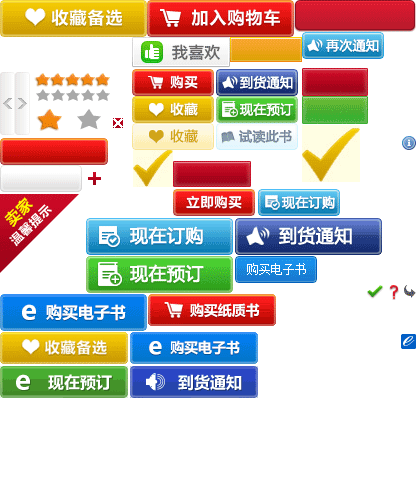 收藏备选
加入购物车
我喜欢
再次通知
购买
到货通知
收藏
现在预订
收藏
试读此书
立即购买
现在订购
卖家
温馨提示
现在订购
到货通知
现在预订
购买电子书
购买电子书
购买纸质书
收藏备选
购买电子书
现在预订
到货通知